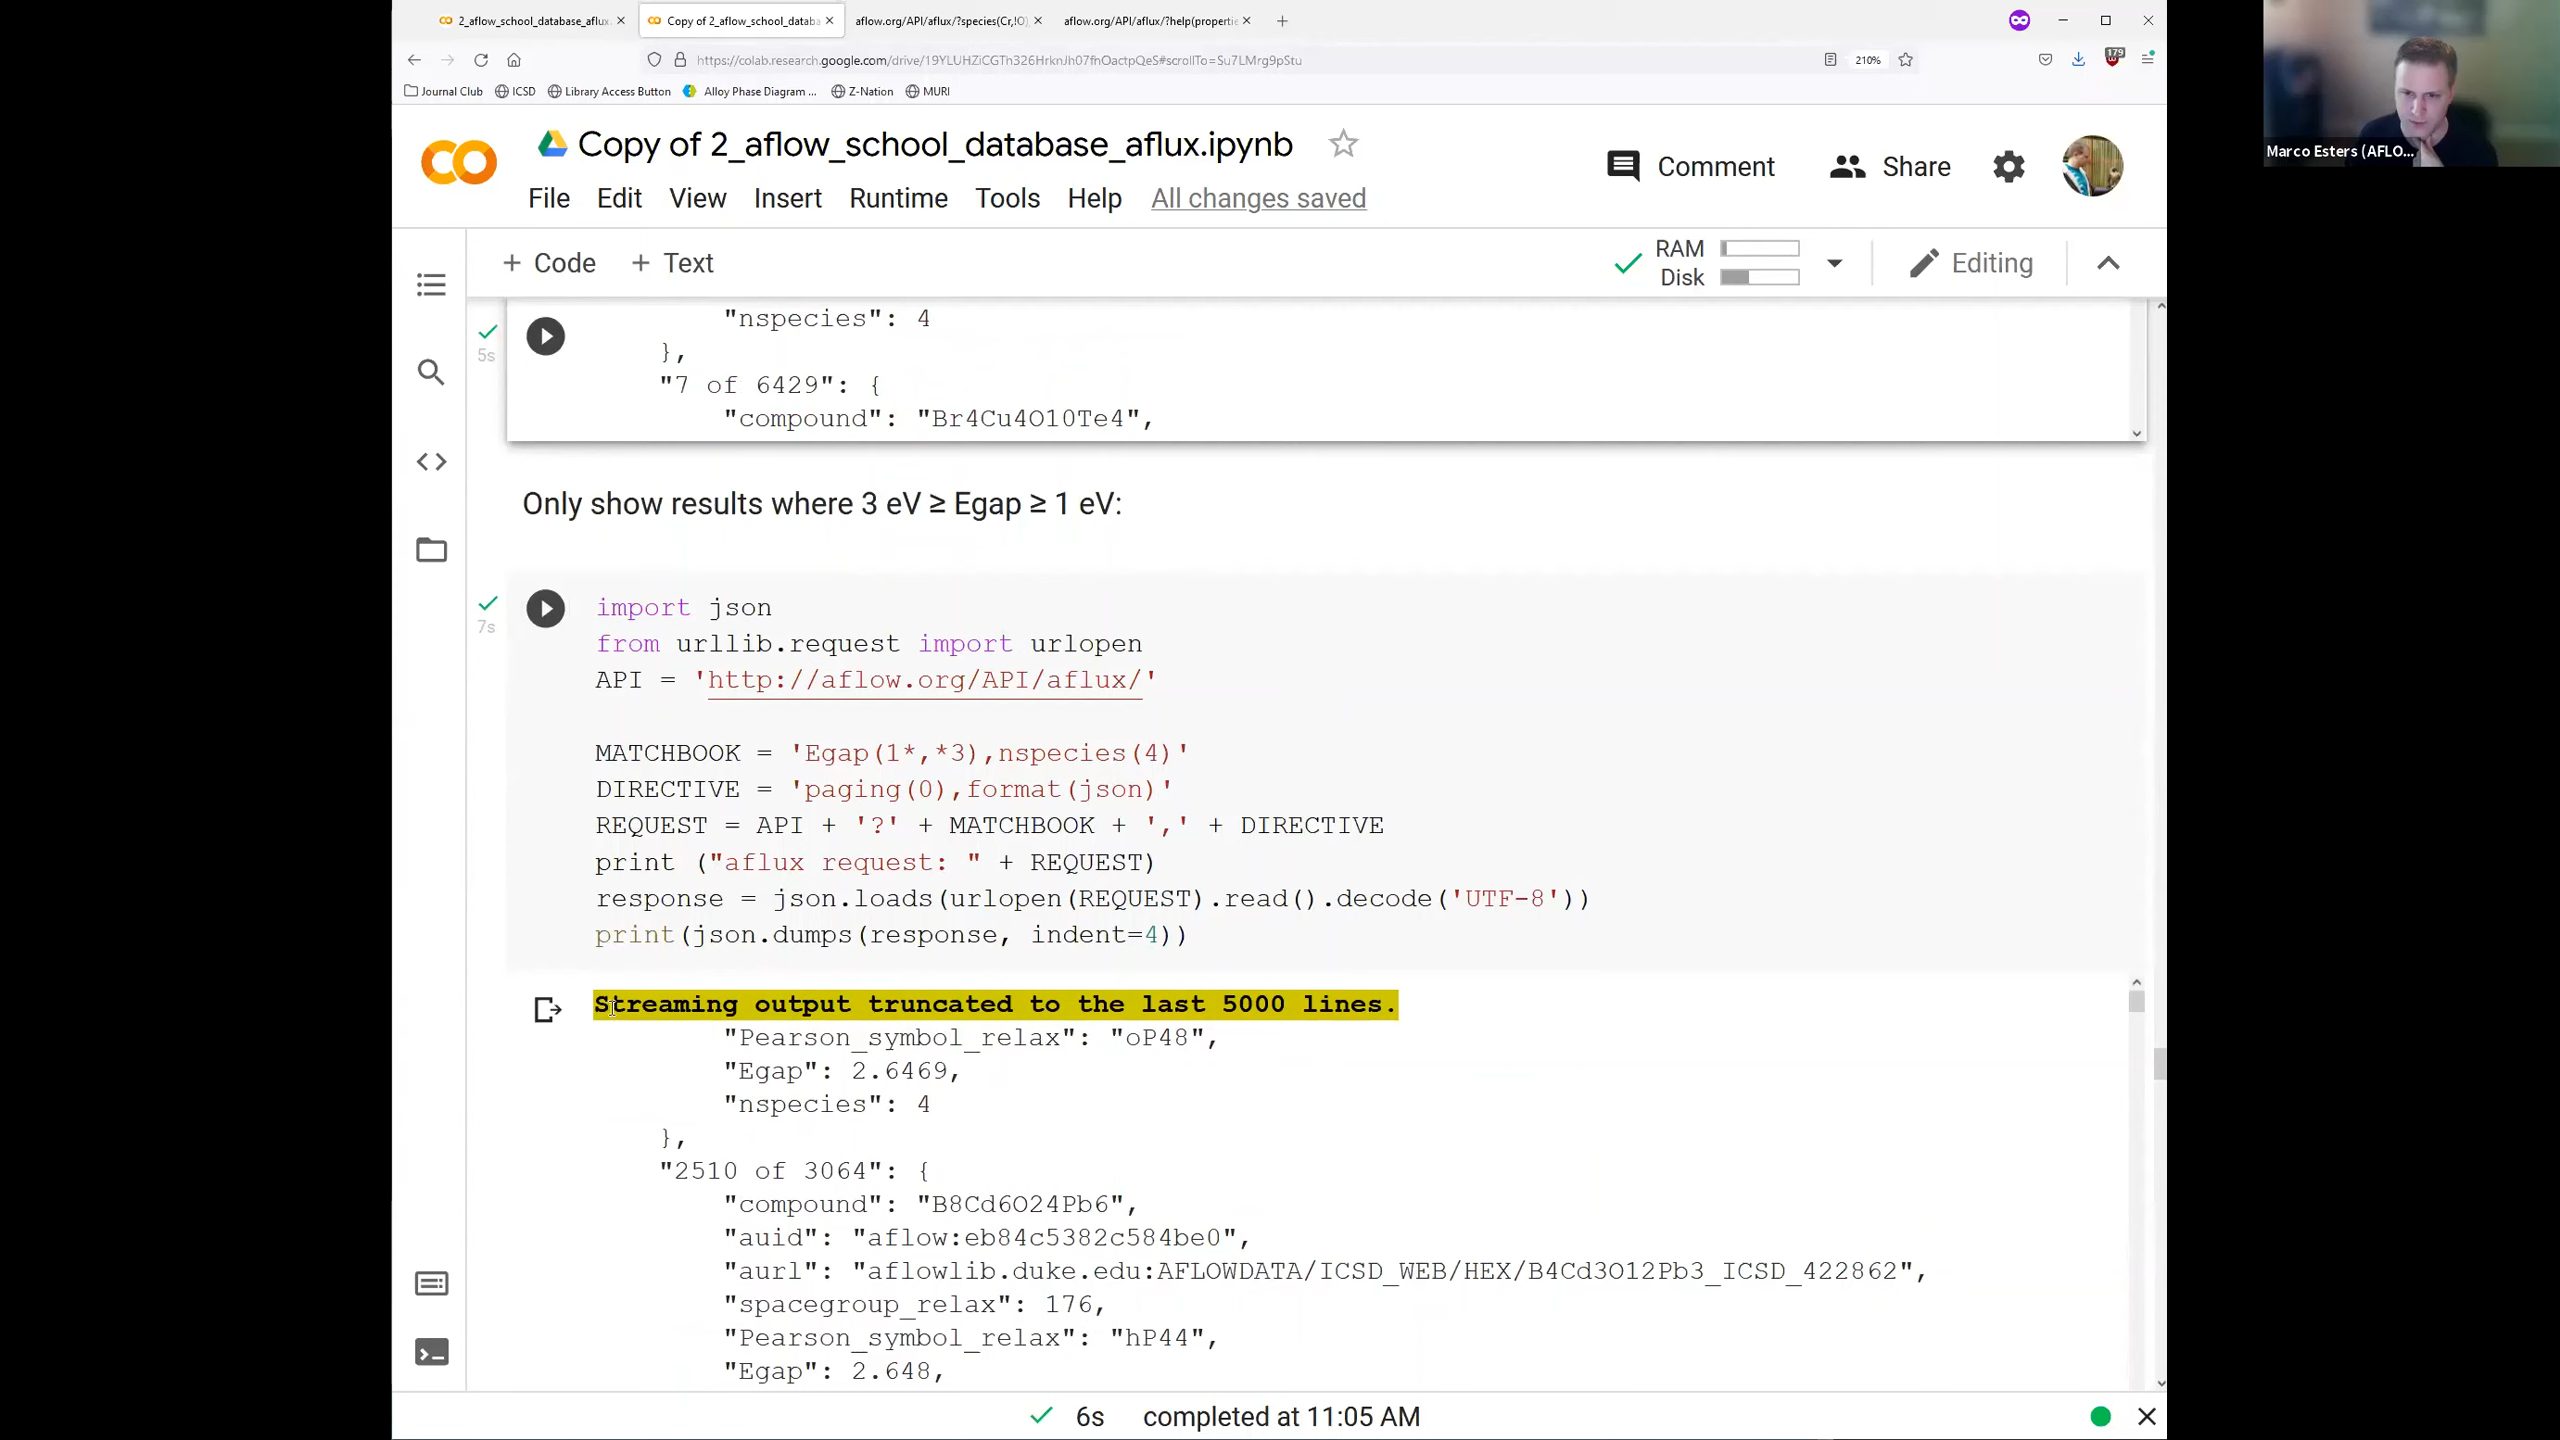 2_aflow_school_database_aflux.
Copy of 2_aflow_school_databa
aflow.org/API/aflux/?species(Cr,!O)
aflow.org/API/aflux/?help(properti
https://colab.research.google.com/drive/19YLUHZiCGTh326HrknJh07fhOactpQeS#scrollTo=Su7LMrg9pStu
210%
179
Journal Club
ICSD
Library Access Button
Alloy Phase Diagram ...
Z-Nation
MURI
Marco Esters (AFLO...
Copy of 2_aflow_school_database_aflux.ipynb
Comment
Share
File
Edit
View
Insert
Runtime
Tools
Help
All changes saved
+ Code
+ Text
RAM
Disk
Editing
5s
"nspecies": 4
},
"7 of 6429": {
"compound": "Br4Cu4O10Te4",
Only show results where 3 eV ≥ Egap ≥ 1 eV:
7s
import json
from urllib.request import urlopen
API = 'http://aflow.org/API/aflux/'
MATCHBOOK = 'Egap(1*,*3),nspecies(4)'
DIRECTIVE = 'paging(0),format(json)'
REQUEST = API + '?' + MATCHBOOK + ',' + DIRECTIVE
print ("aflux request: " + REQUEST)
response = json.loads(urlopen(REQUEST).read().decode('UTF-8'))
print(json.dumps(response, indent=4))
Streaming output truncated to the last 5000 lines.
"Pearson_symbol_relax": "oP48",
"Egap": 2.6469,
"nspecies": 4
},
"2510 of 3064": {
"compound": "B8Cd6O24Pb6",
"auid": "aflow:eb84c5382c584be0",
"aurl": "aflowlib.duke.edu:AFLOWDATA/ICSD_WEB/HEX/B4Cd3O12Pb3_ICSD_422862",
"spacegroup_relax": 176,
"Pearson_symbol_relax": "hP44",
"Egap": 2.648,
6s
completed at 11:05 AM